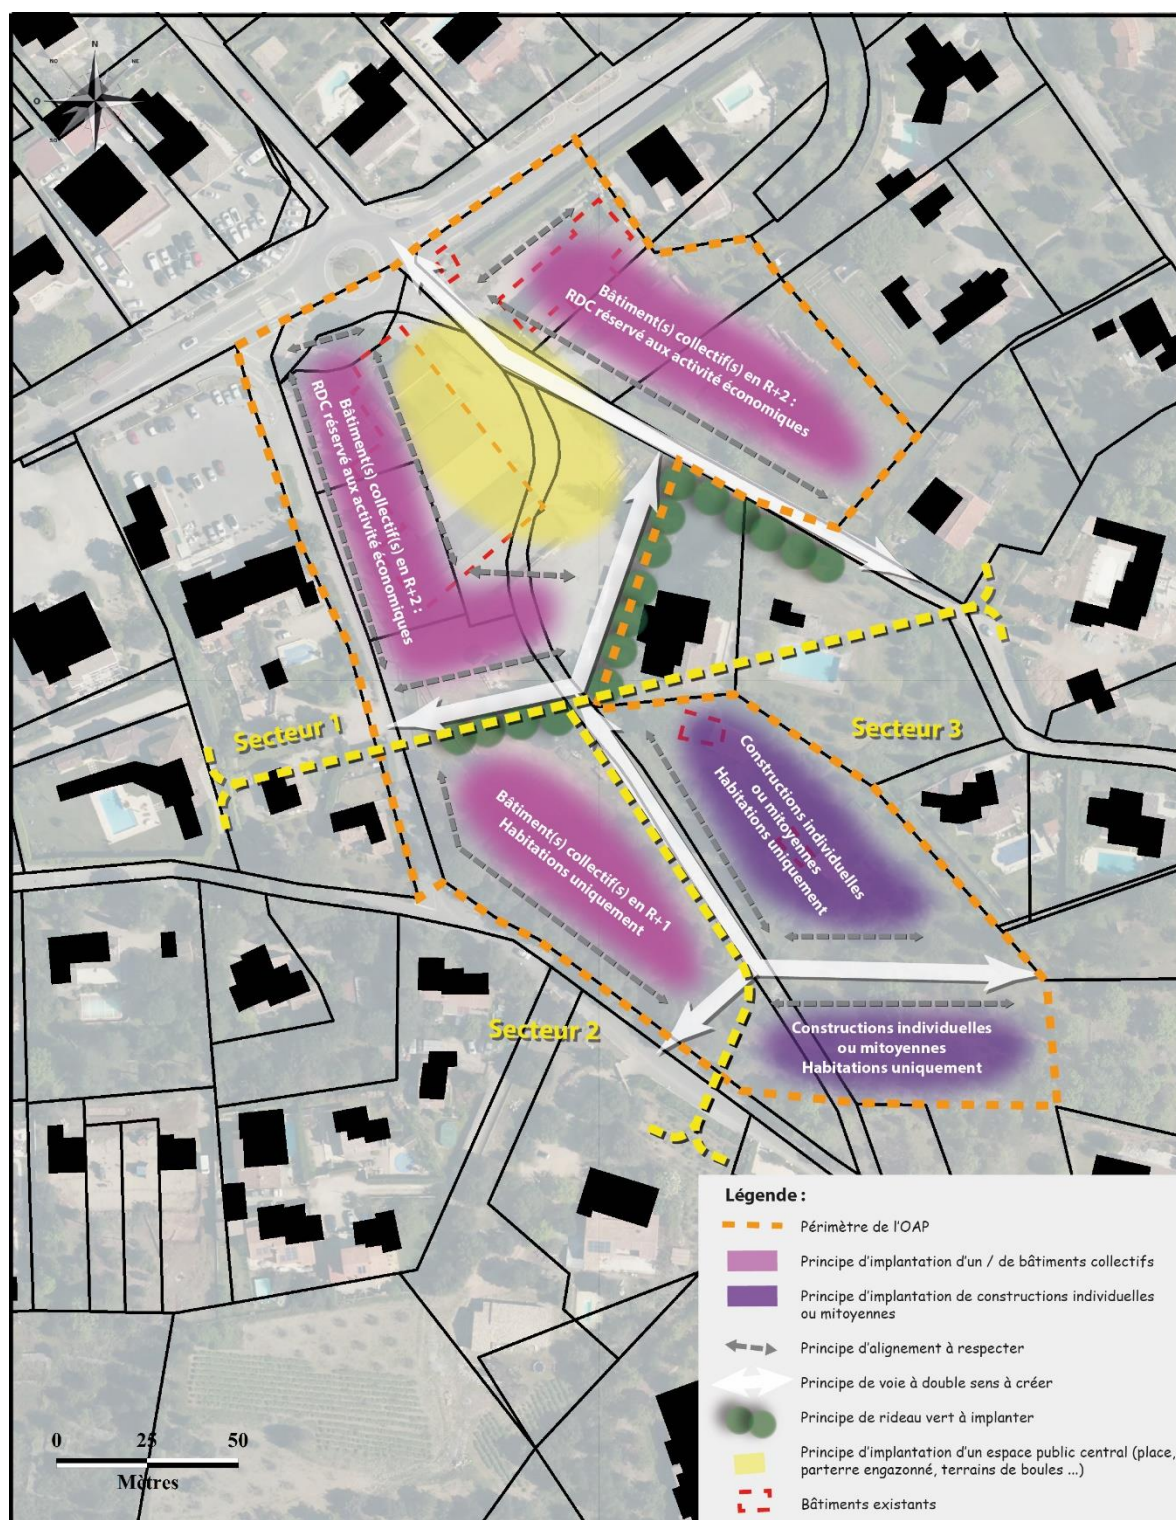 N
NO
NE
O
SO
SE
S
Bâtiment(s) collectif(s) en R+2 :
RDC réservé aux activité économiques
Bâtiment(s) collectif(s) en R+2 :
RDC réservé aux activité économiques
Secteur 1
Secteur 3
Constructions individuelles
ou mitoyennes
Habitations uniquement
Bâtiment(s) collectif(s) en R+1
Habitations uniquement
Secteur 2
Constructions individuelles
ou mitoyennes
Habitations uniquement
Légende :
Périmètre de l'OAP
Principe d'implantation d'un / de bâtiments collectifs
Principe d'implantation de constructions individuelles
ou mitoyennes
Principe d'alignement à respecter
Principe de voie à double sens à créer
Principe de rideau vert à implanter
Principe d'implantation d'un espace public central (place,
parterre engazonné, terrains de boules ...)
Bâtiments existants
0 25 50
Mètres